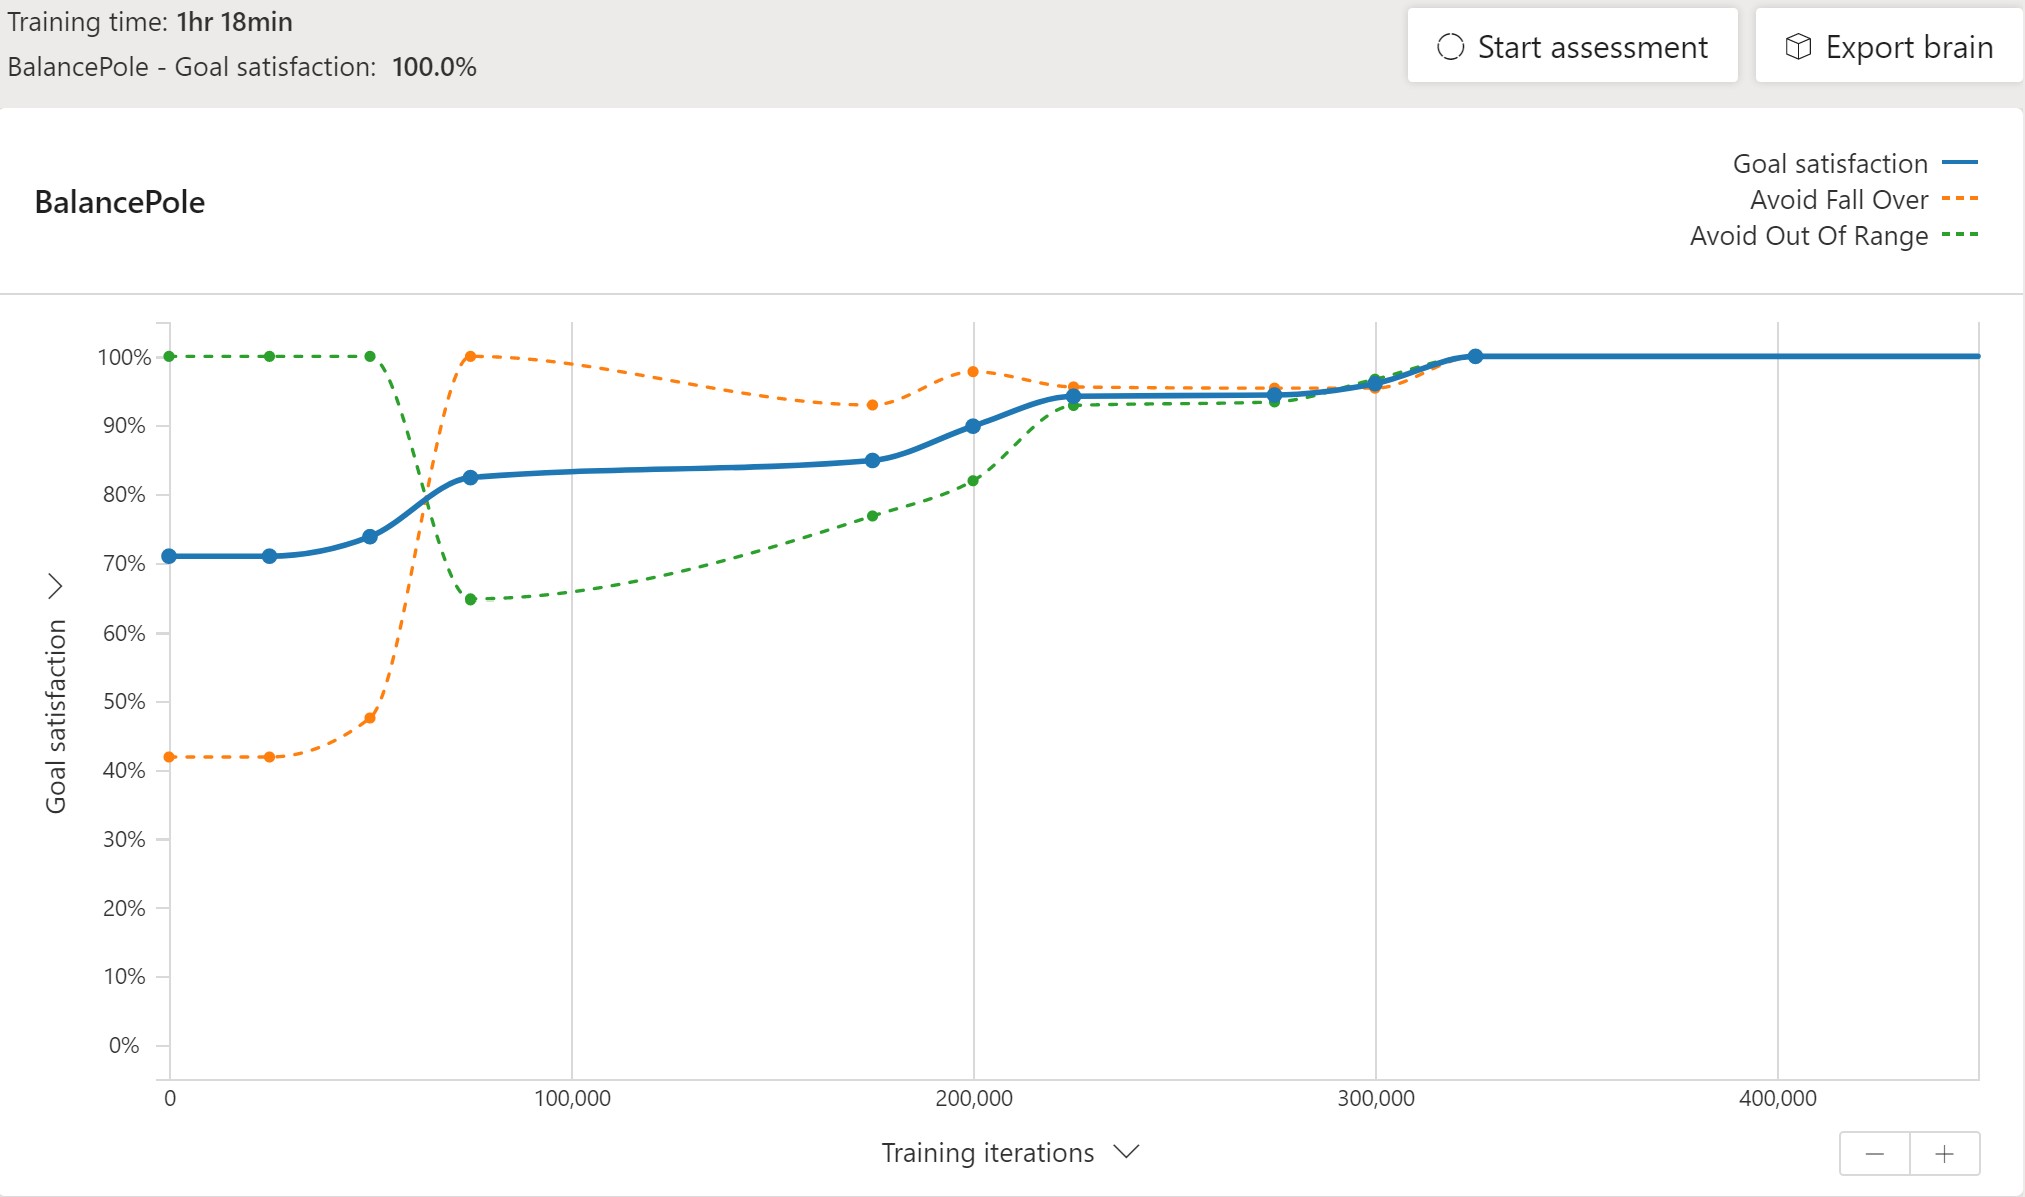 Training time: 1hr 18min
BalancePole - Goal satisfaction: 100.0%
Start assessment
Export brain
BalancePole
Goal satisfaction
Avoid Fall Over
Avoid Out Of Range
100%
90%
80%
70%
60%
50%
40%
30%
20%
10%
0%
Goal satisfaction
0
100,000
200,000
300,000
400,000
Training iterations